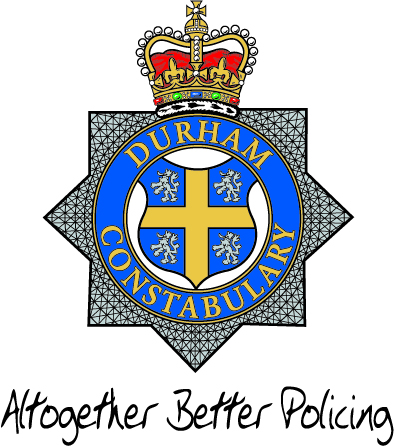 DURHAM
CONSTABULARY
Altogether Better Policing